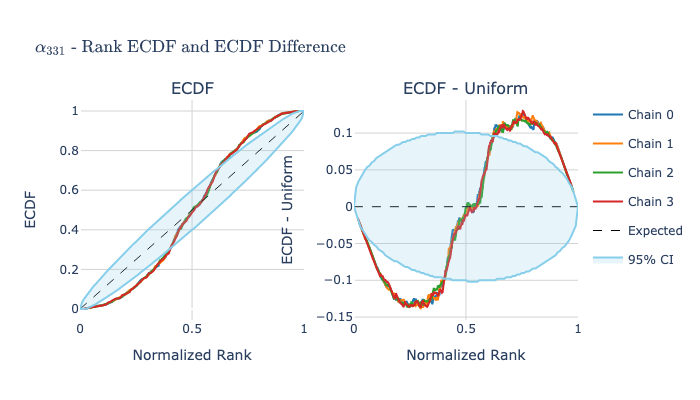 α331 - Rank ECDF and ECDF Difference
ECDF
ECDF - Uniform
ECDF
1
0.8
0.6
0.4
0.2
0
0
0.5
1
Normalized Rank
ECDF - Uniform
0.1
0.05
0
−0.05
−0.1
−0.15
0
0.5
1
Normalized Rank
Chain 0
Chain 1
Chain 2
Chain 3
Expected
95% CI